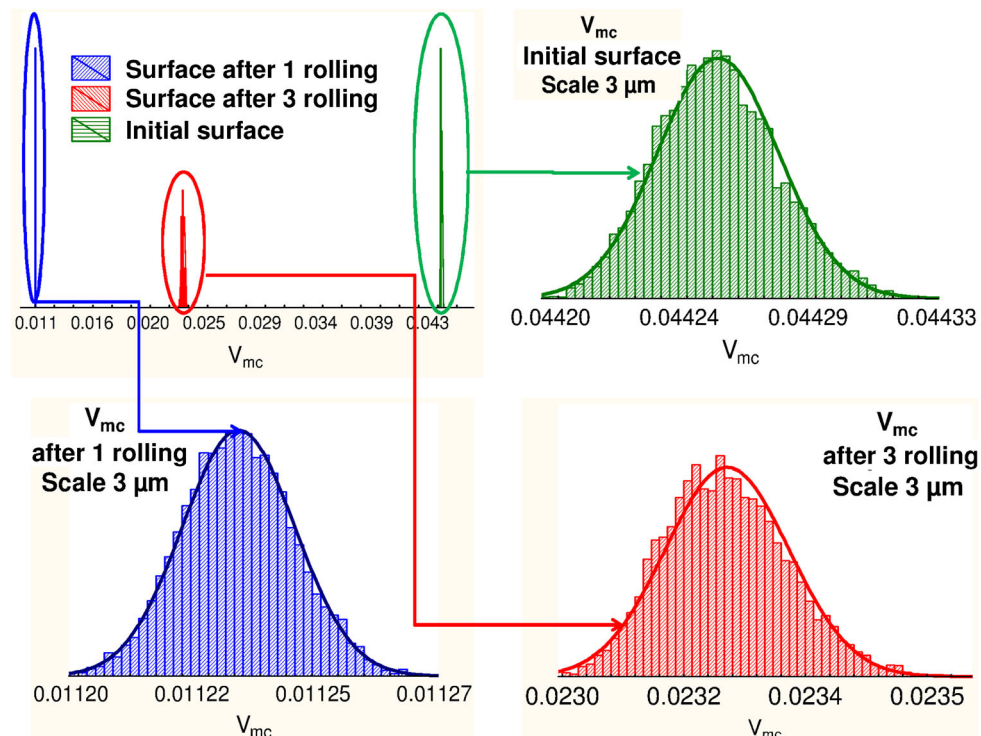 Surface after 1 rolling
Surface after 3 rolling
Initial surface
0.011 0.016 0.020 0.025 0.029 0.034 0.039 0.043
Vmc
Vmc
Initial surface
Scale 3 µm
0.04420 0.04424 0.04429 0.04433
Vmc
Vmc
after 1 rolling
Scale 3 µm
0.01120 0.01122 0.01125 0.01127
Vmc
Vmc
after 3 rolling
Scale 3 µm
0.0230 0.0232 0.0234 0.0235
Vmc